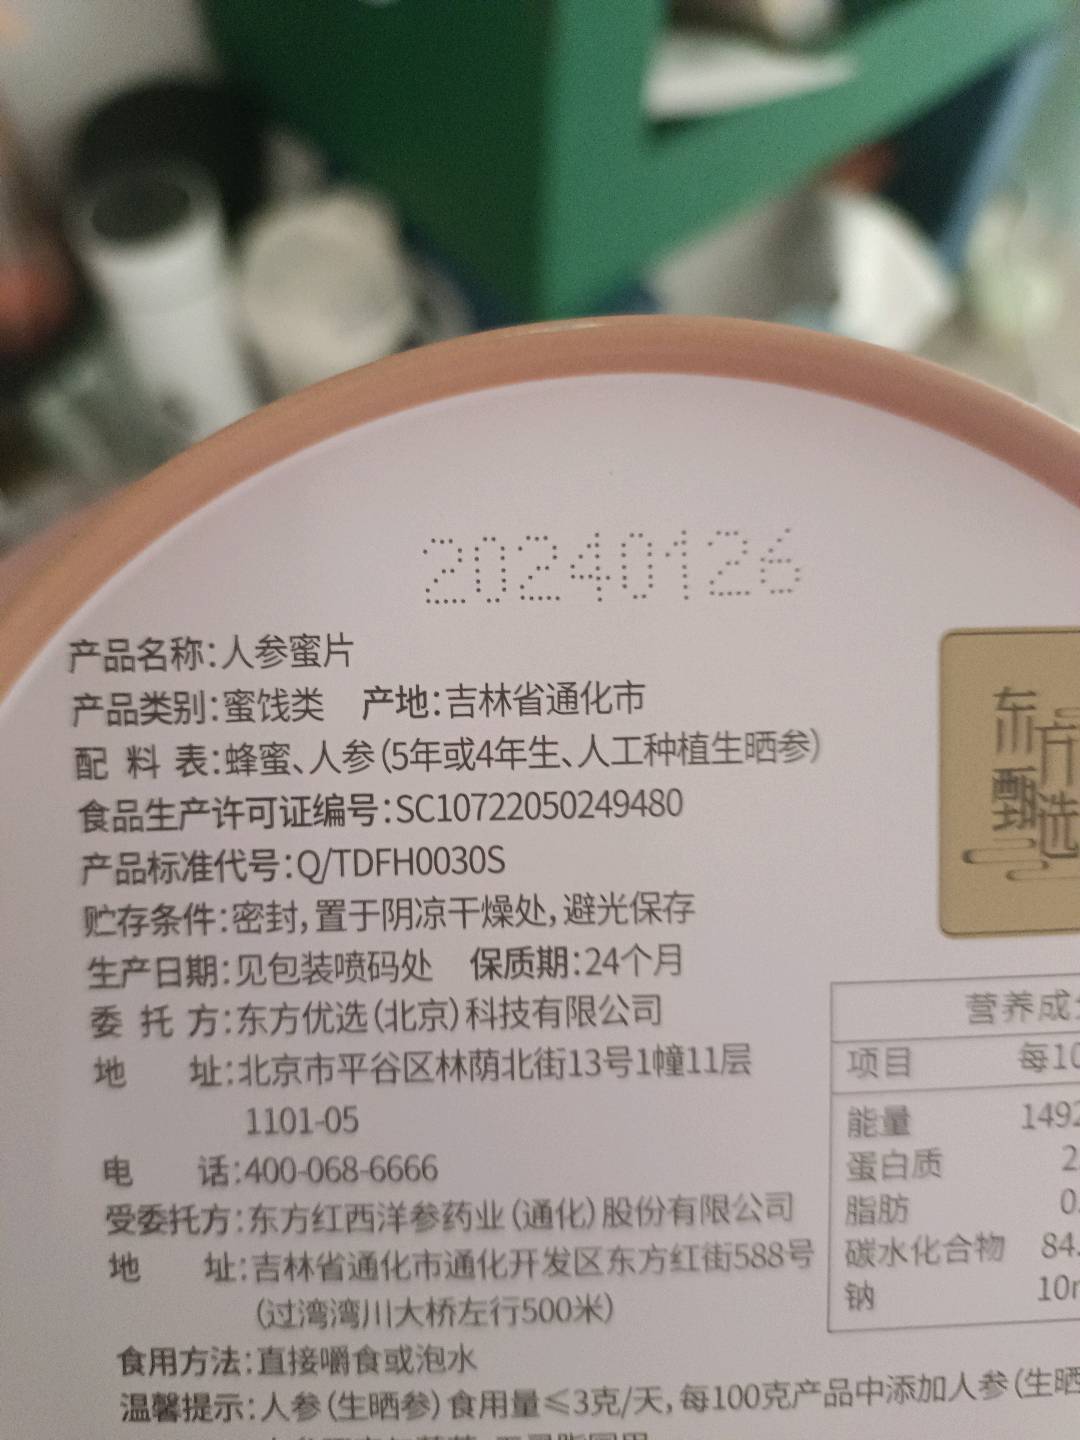 20240126
产品名称：人参蜜片
产品类别：蜜饯类 产地：吉林省通化市
配料表：蜂蜜、人参（5年或4年生、人工种植生晒参）
食品生产许可证编号：SC10722050249480
产品标准代号：Q/TDFH0030S
贮存条件：密封，置于阴凉干燥处，避光保存
生产日期：见包装喷码处 保质期：24个月
委托方：东方优选（北京）科技有限公司
地址：北京市平谷区林荫北街13号1幢11层
1101-05
电话：400-068-6666
受委托方：东方红西洋参药业（通化）股份有限公司
地址：吉林省通化市通化开发区东方红街588号
（过湾湾川大桥左行500米）
食用方法：直接嚼食或泡水
温馨提示：人参（生晒参）食用量≤3克/天，每100克产品中添加人参（生晒
东方甄选
营养成
项目 每10
能量 1492
蛋白质 2
脂肪 0.
碳水化合物 84.
钠 10